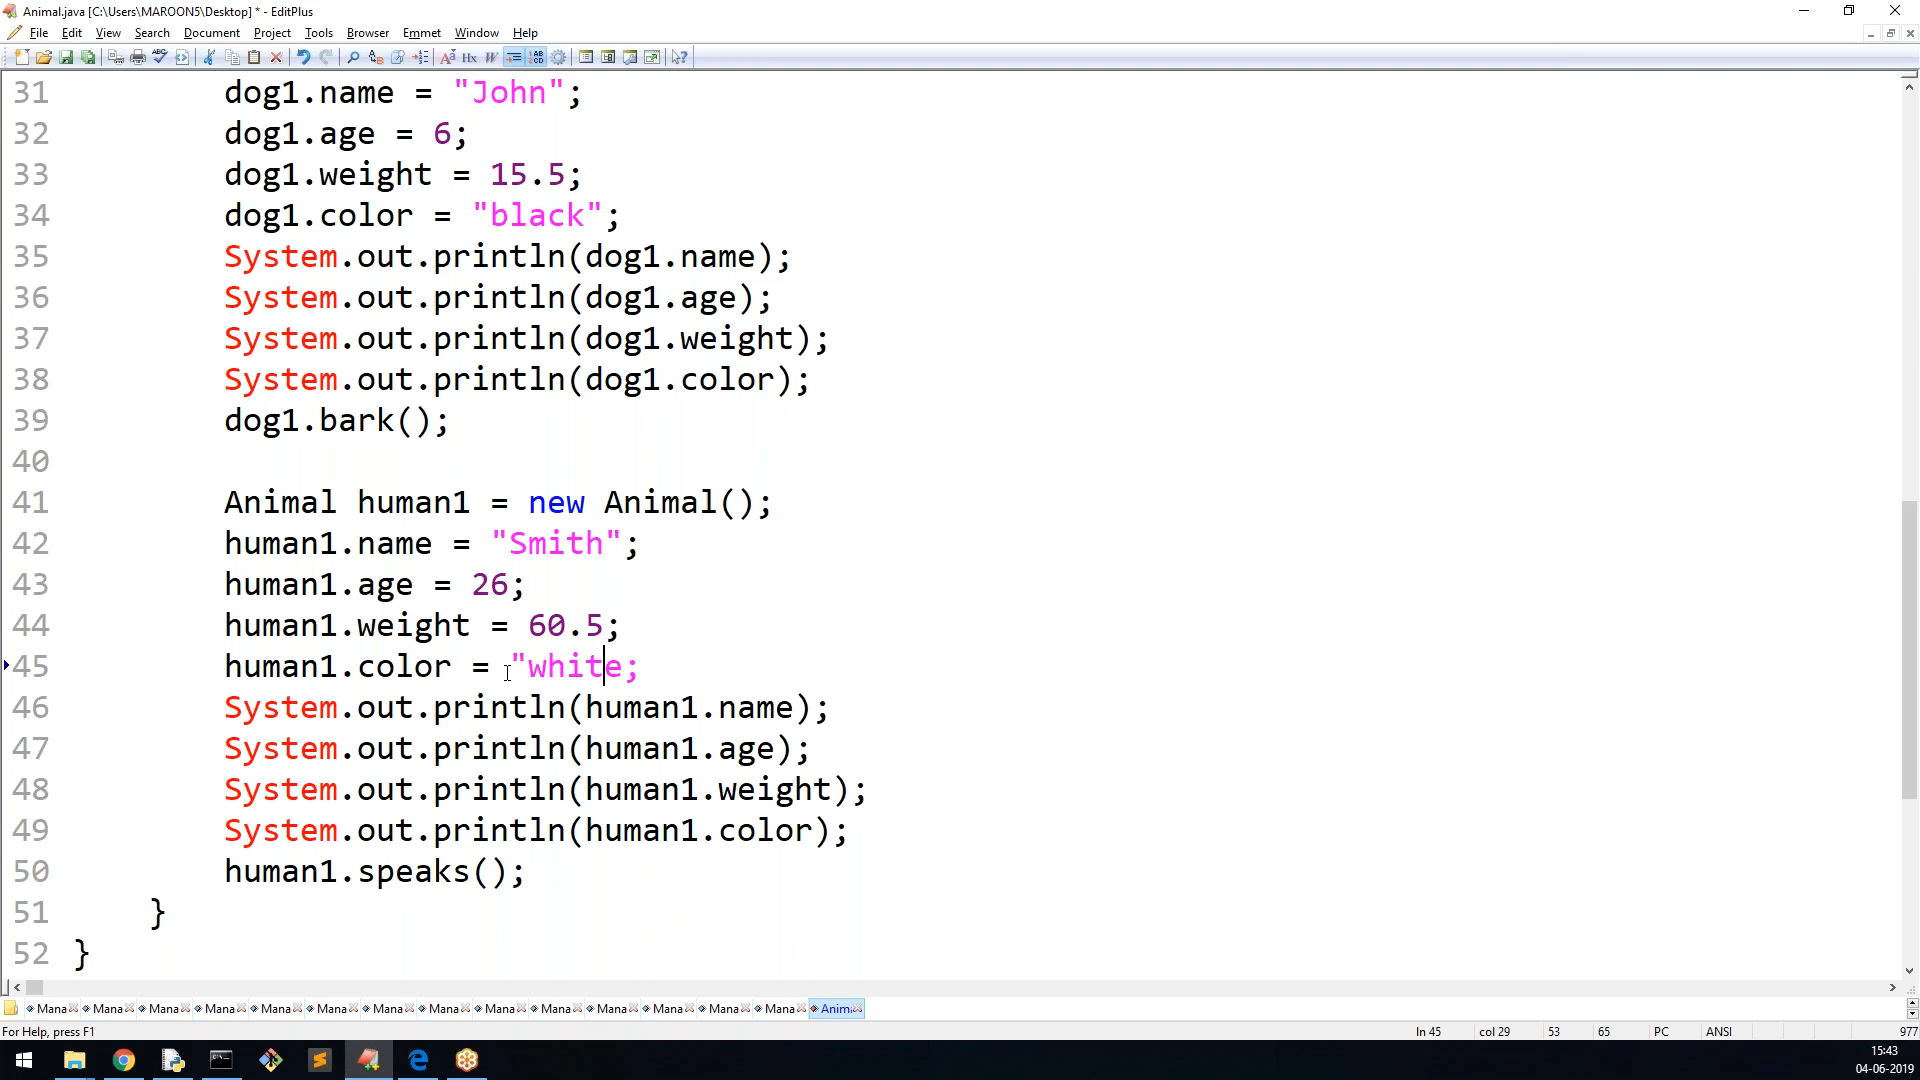 Animal.java [C:\Users\MAROON5\Desktop] * - EditPlus
File Edit View Search Document Project Tools Browser Emmet Window Help
31 dog1.name = "John";
32 dog1.age = 6;
33 dog1.weight = 15.5;
34 dog1.color = "black";
35 System.out.println(dog1.name);
36 System.out.println(dog1.age);
37 System.out.println(dog1.weight);
38 System.out.println(dog1.color);
39 dog1.bark();
40
41 Animal human1 = new Animal();
42 human1.name = "Smith";
43 human1.age = 26;
44 human1.weight = 60.5;
45 human1.color = "white;
46 System.out.println(human1.name);
47 System.out.println(human1.age);
48 System.out.println(human1.weight);
49 System.out.println(human1.color);
50 human1.speaks();
51 }
52 }
Mana Mana Mana Mana Mana Mana Mana Mana Mana Mana Mana Mana Mana Mana Anim
For Help, press F1 ln 45 col 29 53 65 PC ANSI 977
15:43
04-06-2019